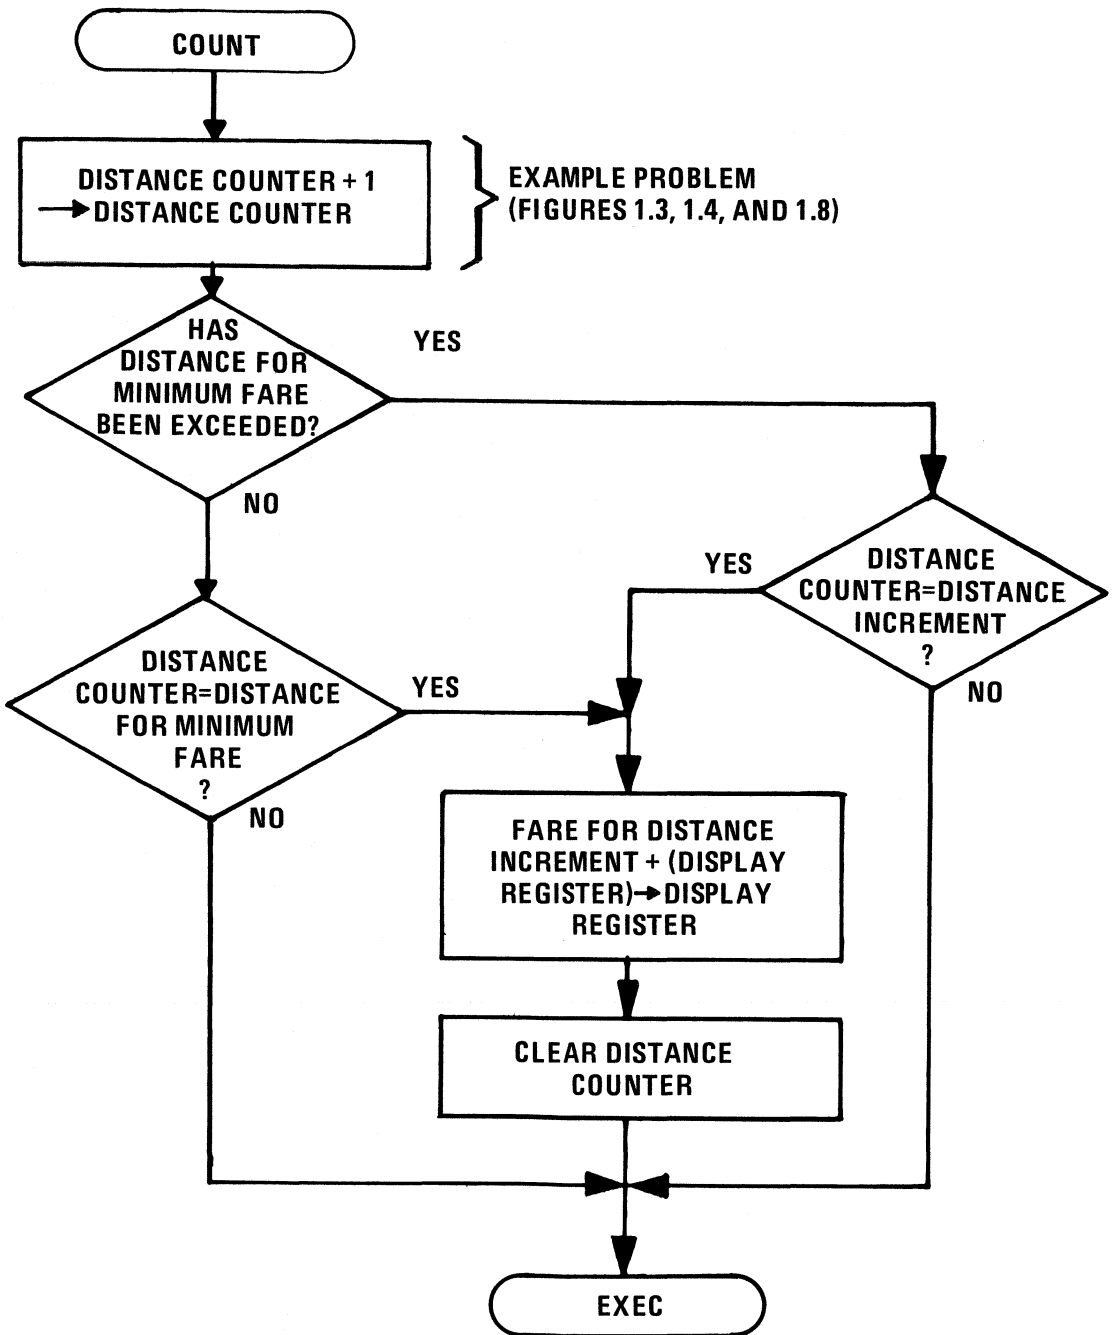 COUNT
DISTANCE COUNTER + 1
→DISTANCE COUNTER
EXAMPLE PROBLEM
(FIGURES 1.3, 1.4, AND 1.8)
HAS
DISTANCE FOR
MINIMUM FARE
BEEN EXCEEDED?
YES
NO
DISTANCE
COUNTER=DISTANCE
INCREMENT
?
YES
NO
DISTANCE
COUNTER=DISTANCE
FOR MINIMUM
FARE
?
YES
NO
FARE FOR DISTANCE
INCREMENT + (DISPLAY
REGISTER)→DISPLAY
REGISTER
CLEAR DISTANCE
COUNTER
EXEC